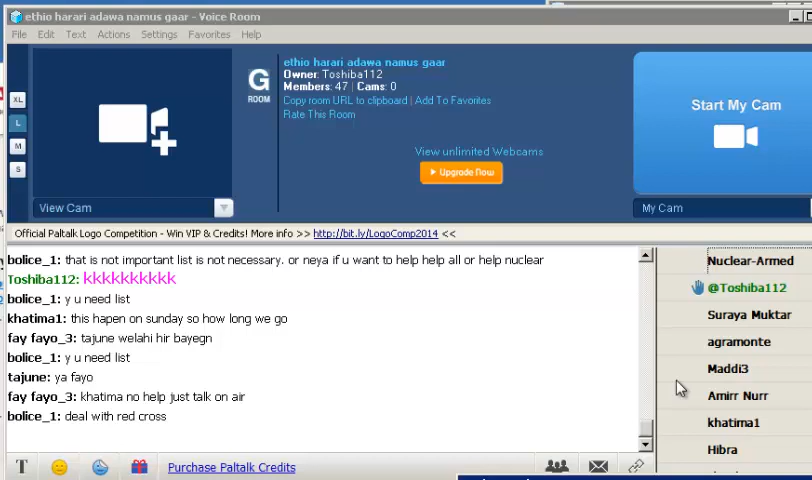 ethio harari adawa namus gaar - Voice Room
File Edit Text Actions Settings Favorites Help
XL
L
M
S
View Cam
G
ROOM
ethio harari adawa namus gaar
Owner: Toshiba112
Members: 47 | Cams: 0
Copy room URL to clipboard | Add To Favorites
Rate This Room
View unlimited Webcams
Upgrade Now
Start My Cam
My Cam
Official Paltalk Logo Competition - Win VIP & Credits! More info >> http://bit.ly/LogoComp2014 <<
bolice_1: that is not important list is not necessary. or neya if u want to help help all or help nuclear
Toshiba112: kkkkkkkkkk
bolice_1: y u need list
khatima1: this hapen on sunday so how long we go
fay fayo_3: tajune welahi hir bayegn
bolice_1: y u need list
tajune: ya fayo
fay fayo_3: khatima no help just talk on air
bolice_1: deal with red cross
Nuclear-Armed
@Toshiba112
Suraya Muktar
agramonte
Maddi3
Amirr Nurr
khatima1
Hibra
T
Purchase Paltalk Credits